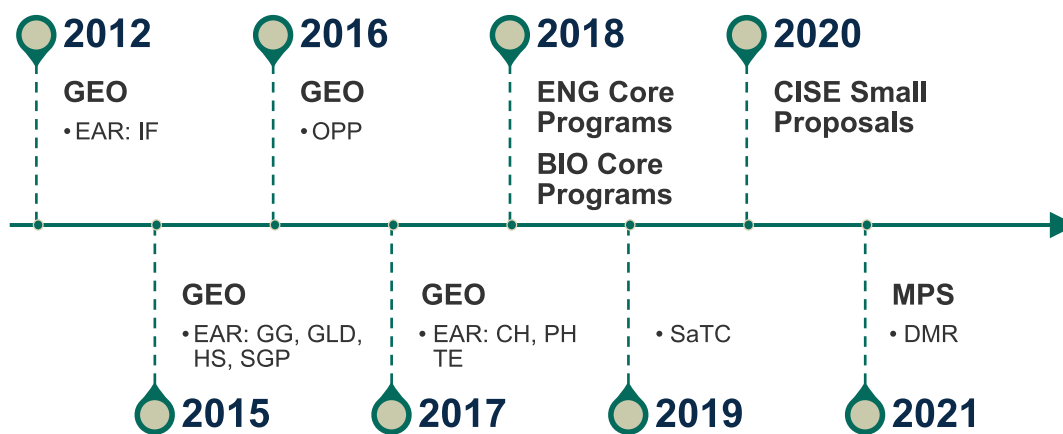 2012
GEO
•EAR: IF
2016
GEO
•OPP
2018
ENG Core
Programs
BIO Core
Programs
2020
CISE Small
Proposals
GEO
•EAR: GG, GLD,
HS, SGP
2015
GEO
•EAR: CH, PH
TE
2017
•SaTC
2019
MPS
•DMR
2021